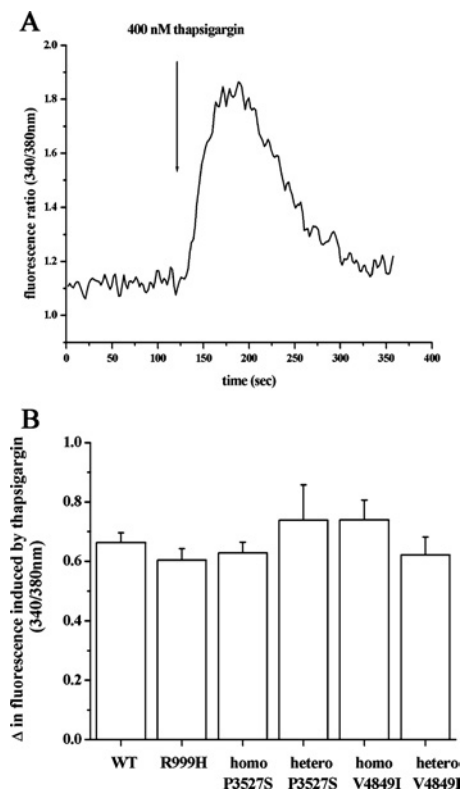 A
400 nM thapsigargin
fluorescence ratio (340/380nm)
2.0
1.8
1.6
1.4
1.2
1.0
0 50 100 150 200 250 300 350 400
time (sec)
B
Δ in fluorescence induced by thapsigargin
(340/380nm)
1.0
0.8
0.6
0.4
0.2
0.0
WT R999H homo hetero homo hetero-
P3527S P3527S V4849I V4849I